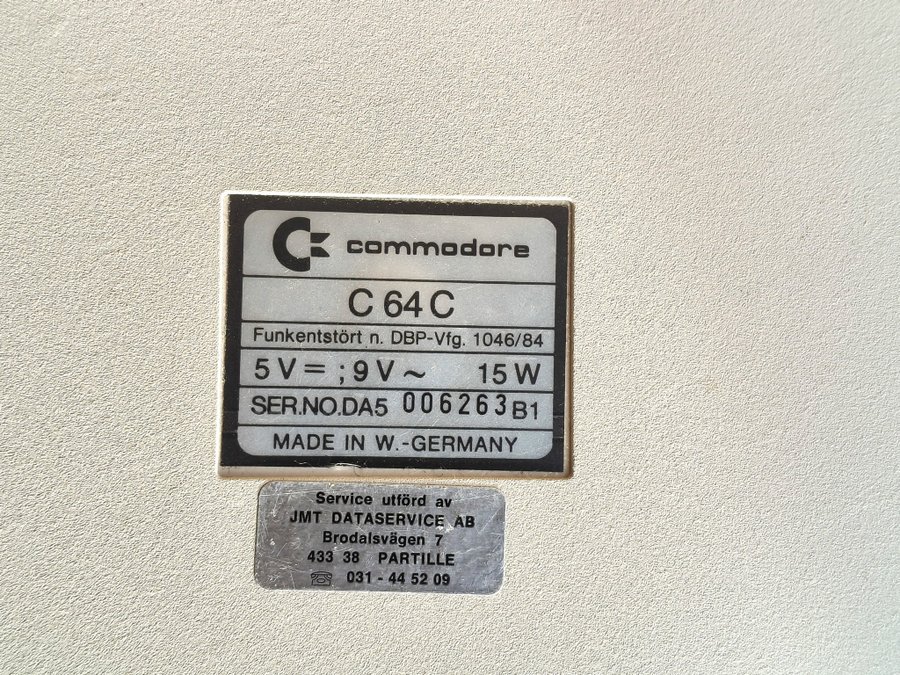 commodore
C 64 C
Funkentstört n. DBP-Vfg. 1046/84
5 V = ; 9 V ~ 15 W
SER.NO.DA5 006263 B1
MADE IN W.-GERMANY
Service utförd av
JMT DATASERVICE AB
Brodalsvägen 7
433 38 PARTILLE
☏ 031 - 44 52 09